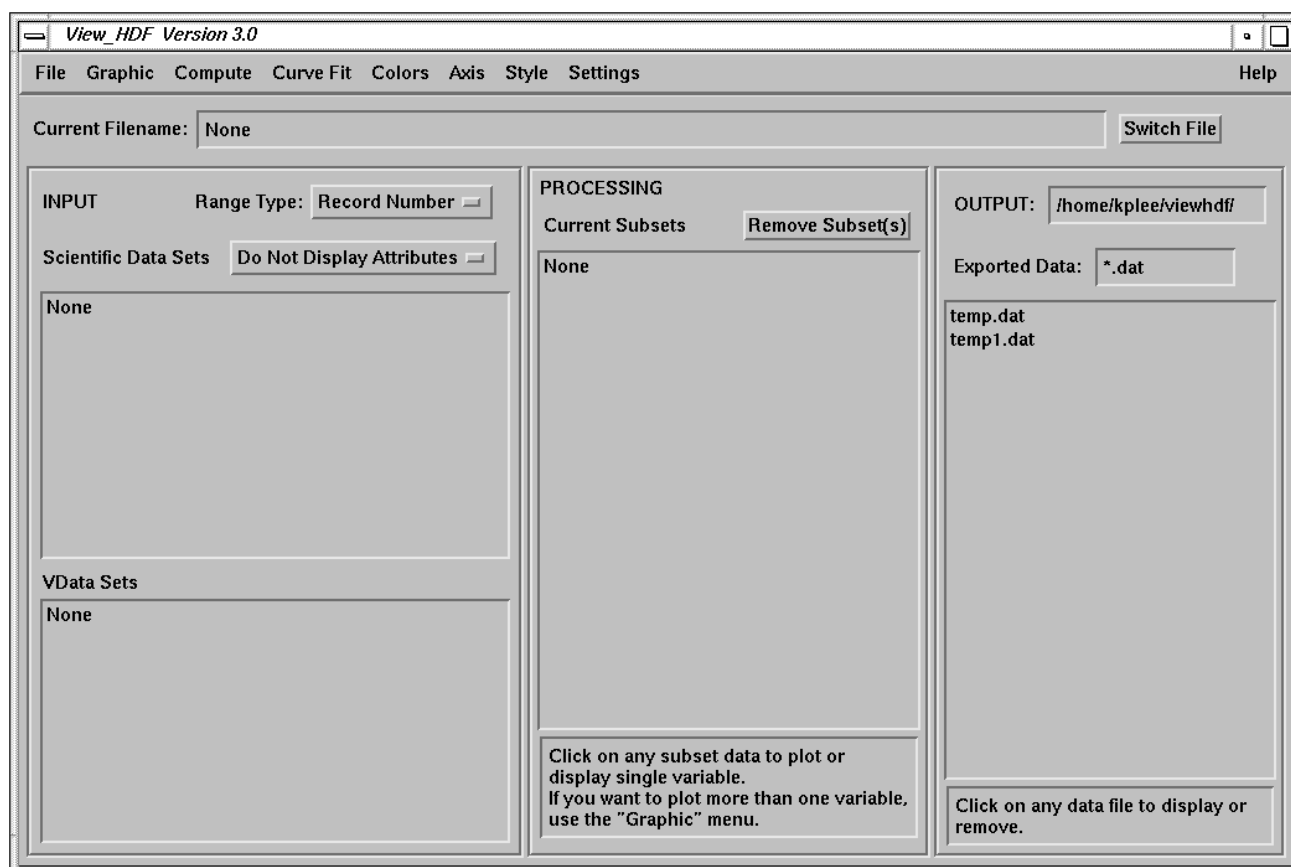 View_HDF Version 3.0
File Graphic Compute Curve Fit Colors Axis Style Settings Help
Current Filename: None Switch File
INPUT Range Type: Record Number
Scientific Data Sets Do Not Display Attributes
None
VData Sets
None
PROCESSING
Current Subsets Remove Subset(s)
None
Click on any subset data to plot or
display single variable.
If you want to plot more than one variable,
use the "Graphic" menu.
OUTPUT: /home/kplee/viewhdf/
Exported Data: *.dat
temp.dat
temp1.dat
Click on any data file to display or
remove.